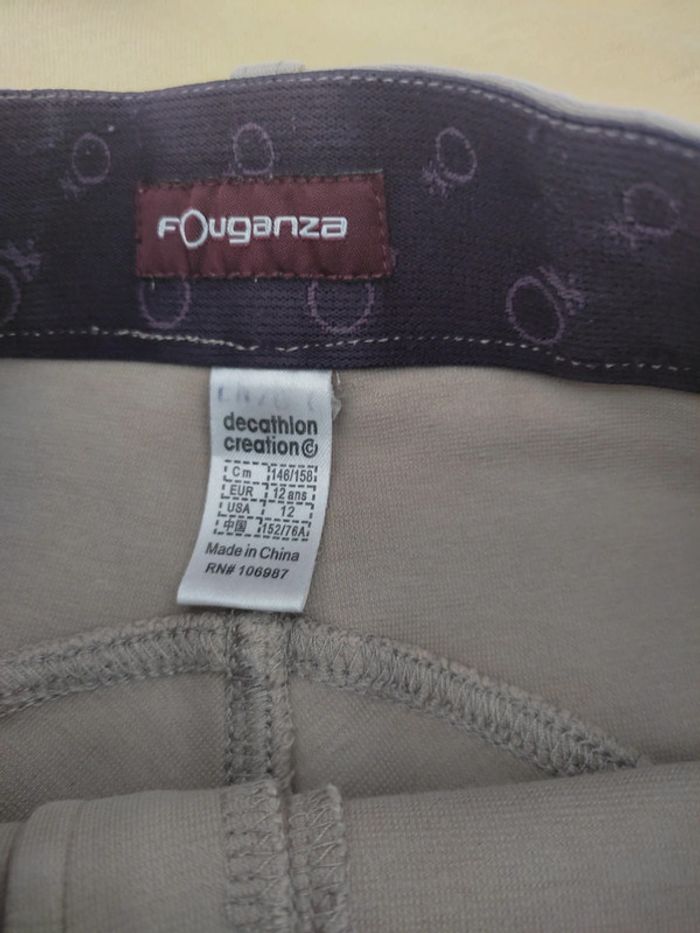 Fouganza
decathlon
creation
Cm 146/158
EUR 12 ans
USA 12
中国 152/76A
Made in China
RN# 106987